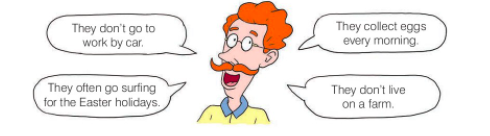 They don't go to
work by car.
They collect eggs
every morning.
They often go surfing
for the Easter holidays.
They don't live
on a farm.